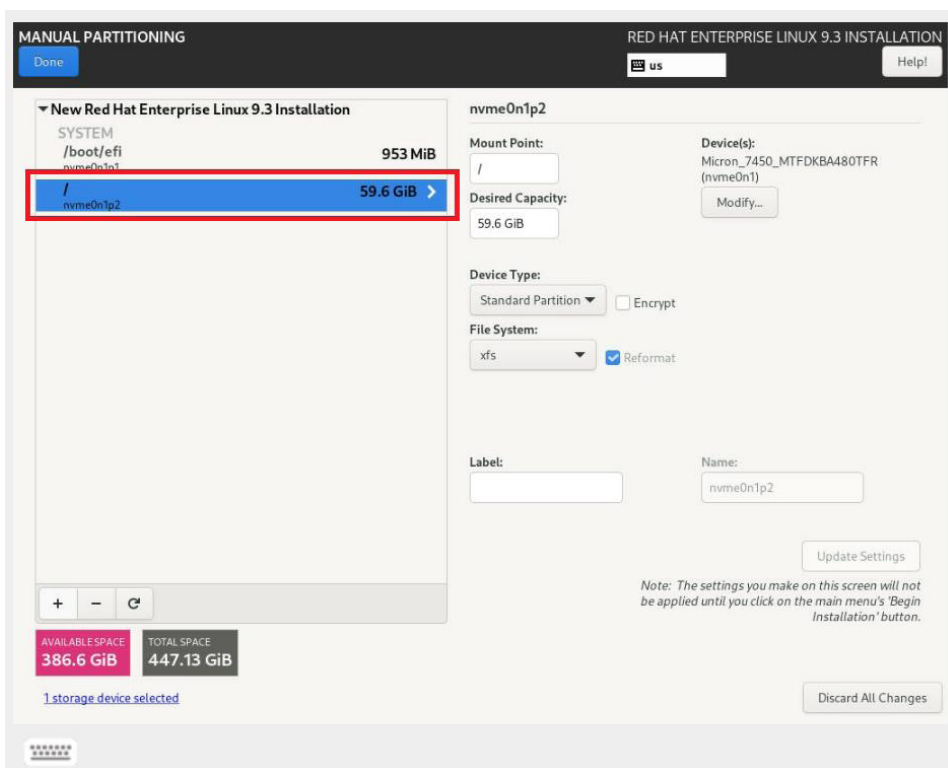 MANUAL PARTITIONING
RED HAT ENTERPRISE LINUX 9.3 INSTALLATION
Done
us
Help!
New Red Hat Enterprise Linux 9.3 Installation
SYSTEM
/boot/efi
953 MiB
nvme0n1p1
/
59.6 GiB
nvme0n1p2
nvme0n1p2
Mount Point:
/
Desired Capacity:
59.6 GiB
Device(s):
Micron_7450_MTFDKBA480TFR
(nvme0n1)
Modify...
Device Type:
Standard Partition
Encrypt
File System:
xfs
Reformat
Label:
Name:
nvme0n1p2
Update Settings
Note: The settings you make on this screen will not
be applied until you click on the main menu's 'Begin
Installation' button.
+ -
AVAILABLE SPACE
386.6 GiB
TOTAL SPACE
447.13 GiB
1 storage device selected
Discard All Changes